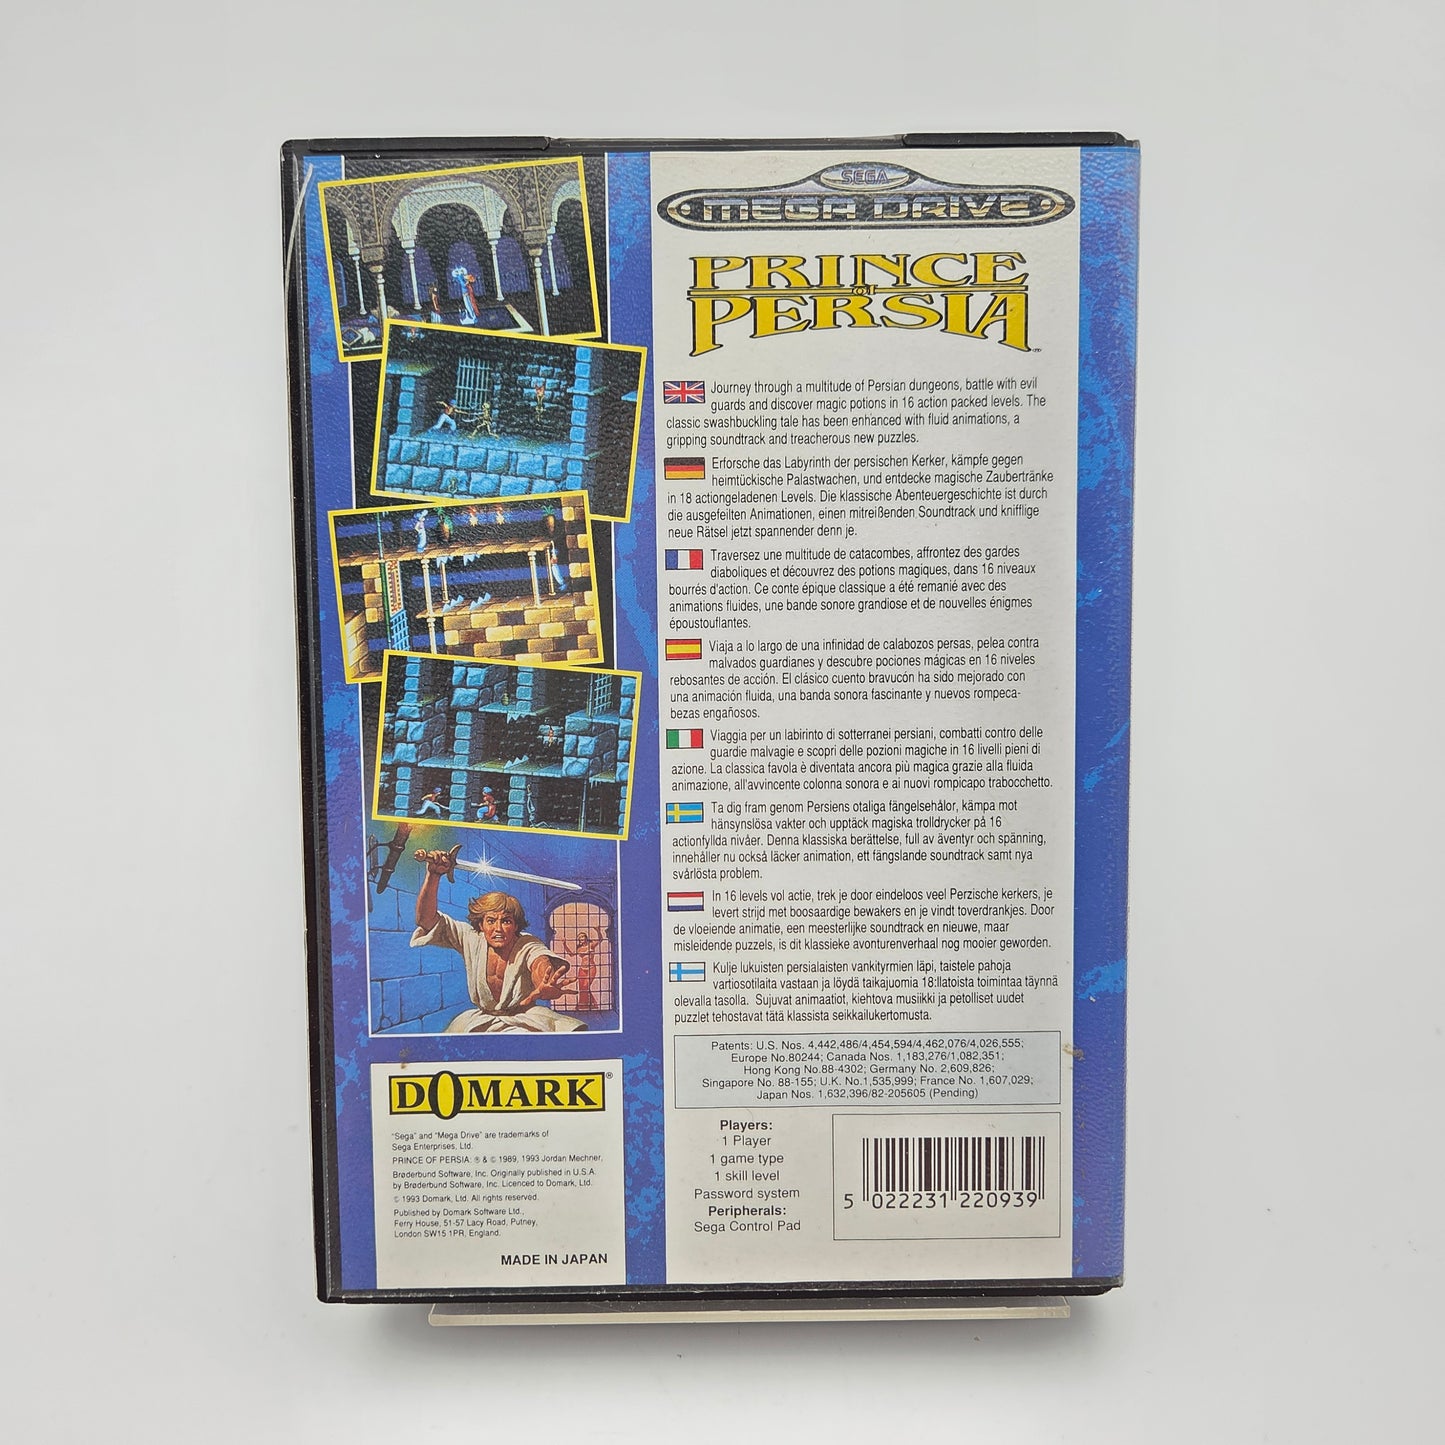 SEGA
MEGA DRIVE
PRINCE
OF
PERSIA
Journey through a multitude of Persian dungeons, battle with evil
guards and discover magic potions in 16 action packed levels. The
classic swashbuckling tale has been enhanced with fluid animations, a
gripping soundtrack and treacherous new puzzles.
Erforsche das Labyrinth der persischen Kerker, kämpfe gegen
heimtückische Palastwachen, und entdecke magische Zaubertränke
in 18 actiongeladenen Levels. Die klassische Abenteuergeschichte ist durch
die ausgefeilten Animationen, einen mitreißenden Soundtrack und knifflige
neue Rätsel jetzt spannender denn je.
Traversez une multitude de catacombes, affrontez des gardes
diaboliques et découvrez des potions magiques, dans 16 niveaux
bourrés d'action. Ce conte épique classique a été remanié avec des
animations fluides, une bande sonore grandiose et de nouvelles énigmes
époustouflantes.
Viaja a lo largo de una infinidad de calabozos persas, pelea contra
malvados guardianes y descubre pociones mágicas en 16 niveles
rebosantes de acción. El clásico cuento bravucón ha sido mejorado con
una animación fluida, una banda sonora fascinante y nuevos rompeca-
bezas engañosos.
Viaggia per un labirinto di sotterranei persiani, combatti contro delle
guardie malvagie e scopri delle pozioni magiche in 16 livelli pieni di
azione. La classica favola è diventata ancora più magica grazie alla fluida
animazione, all'avvincente colonna sonora e ai nuovi rompicapo trabocchetto.
Ta dig fram genom Persiens otaliga fängelsehålor, kämpa mot
hänsynslösa vakter och upptäck magiska trolldrycker på 16
actionfyllda nivåer. Denna klassiska berättelse, full av äventyr och spänning,
innehåller nu också läcker animation, ett fängslande soundtrack samt nya
svårlösta problem.
In 16 levels vol actie, trek je door eindeloos veel Perzische kerkers, je
levert strijd met boosaardige bewakers en je vindt toverdrankjes. Door
de vloeiende animatie, een meesterlijke soundtrack en nieuwe, maar
misleidende puzzels, is dit klassieke avonturenverhaal nog mooier geworden.
Kulje lukuisten persialaisten vankityrmien läpi, taistele pahoja
vartiosotilaita vastaan ja löydä taikajuomia 18:llatoista toimintaa täynnä
olevalla tasolla. Sujuvat animaatiot, kiehtova musiikki ja petolliset uudet
puzzlet tehostavat tätä klassista seikkailukertomusta.
Patents: U.S. Nos. 4,442,486/4,454,594/4,462,076/4,026,555;
Europe No.80244; Canada Nos. 1,183,276/1,082,351;
Hong Kong No.88-4302; Germany No. 2,609,826;
Singapore No. 88-155; U.K. No.1,535,999; France No. 1,607,029;
Japan Nos. 1,632,396/82-205605 (Pending)
Players:
1 Player
1 game type
1 skill level
Password system
Peripherals:
Sega Control Pad
5 022231 220939
DOMARK®
"Sega" and "Mega Drive" are trademarks of
Sega Enterprises, Ltd.
PRINCE OF PERSIA: ® & © 1989, 1993 Jordan Mechner,
Brøderbund Software, Inc. Originally published in U.S.A.
by Brøderbund Software, Inc. Licenced to Domark, Ltd.
© 1993 Domark, Ltd. All rights reserved.
Published by Domark Software Ltd.,
Ferry House, 51-57 Lacy Road, Putney,
London SW15 1PR, England.
MADE IN JAPAN